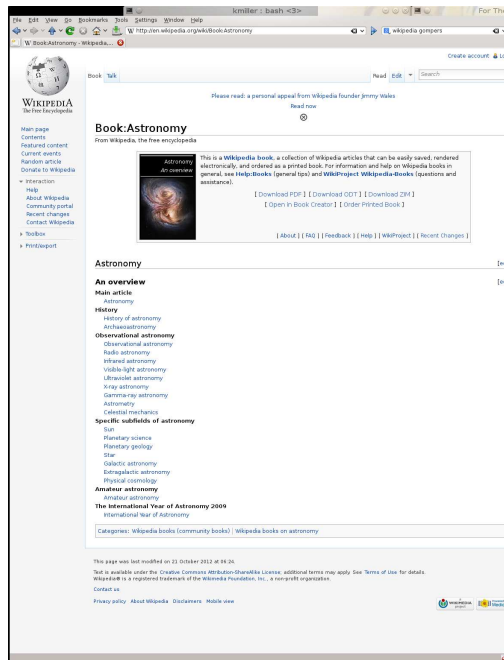 kmiller : bash <3>
For The
File Edit View Go Bookmarks Tools Settings Window Help
http://en.wikipedia.org/wiki/Book:Astronomy
wikipedia gompers
W Book:Astronomy - Wikipedia,...
Create account
WIKIPEDIA
The Free Encyclopedia
Book Talk
Read Edit Search
Please read: a personal appeal from Wikipedia founder Jimmy Wales
Read now
Main page
Contents
Featured content
Current events
Random article
Donate to Wikipedia
Interaction
Help
About Wikipedia
Community portal
Recent changes
Contact Wikipedia
Toolbox
Print/export
Book:Astronomy
From Wikipedia, the free encyclopedia
Astronomy
An overview
This is a Wikipedia book, a collection of Wikipedia articles that can be easily saved, rendered
electronically, and ordered as a printed book. For information and help on Wikipedia books in
general, see Help:Books (general tips) and WikiProject Wikipedia-Books (questions and
assistance).
[ Download PDF ] [ Download ODT ] [ Download ZIM ]
[ Open in Book Creator ] [ Order Printed Book ]
[ About ] [ FAQ ] [ Feedback ] [ Help ] [ WikiProject ] [ Recent Changes ]
Astronomy
An overview
Main article
Astronomy
History
History of astronomy
Archaeoastronomy
Observational astronomy
Observational astronomy
Radio astronomy
Infrared astronomy
Visible-light astronomy
Ultraviolet astronomy
X-ray astronomy
Gamma-ray astronomy
Astrometry
Celestial mechanics
Specific subfields of astronomy
Sun
Planetary science
Planetary geology
Star
Galactic astronomy
Extragalactic astronomy
Physical cosmology
Amateur astronomy
Amateur astronomy
The International Year of Astronomy 2009
International Year of Astronomy
Categories: Wikipedia books (community books) | Wikipedia books on astronomy
This page was last modified on 21 October 2012 at 06:24.
Text is available under the Creative Commons Attribution-ShareAlike License; additional terms may apply. See Terms of Use for details.
Wikipedia® is a registered trademark of the Wikimedia Foundation, Inc., a non-profit organization.
Contact us
Privacy policy About Wikipedia Disclaimers Mobile view
WIKIMEDIA
project